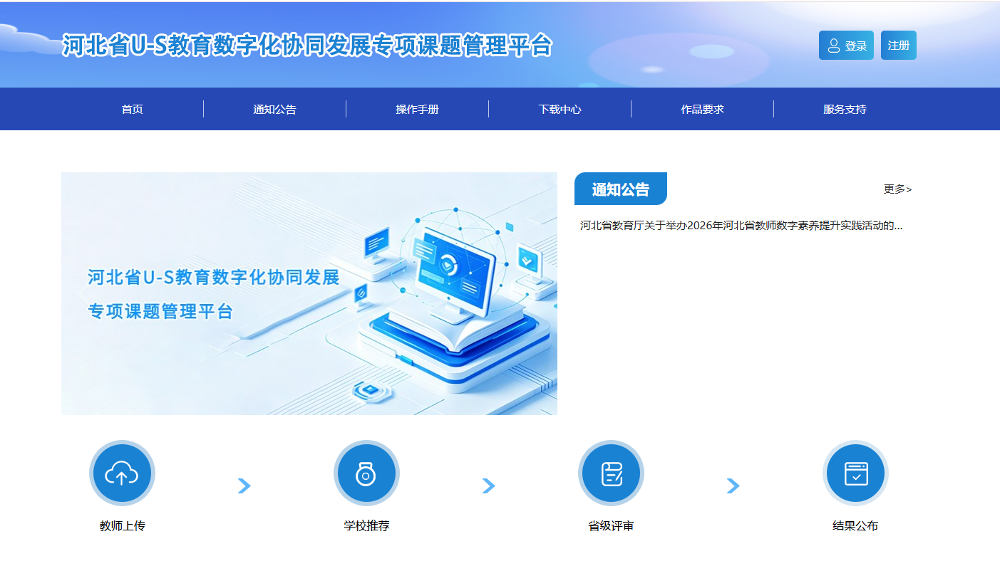 河北省U-S教育数字化协同发展专项课题管理平台
登录
注册
首页
通知公告
操作手册
下载中心
作品要求
服务支持
河北省U-S教育数字化协同发展
专项课题管理平台
通知公告
更多>
河北省教育厅关于举办2026年河北省教师数字素养提升实践活动的...
教师上传
学校推荐
省级评审
结果公布